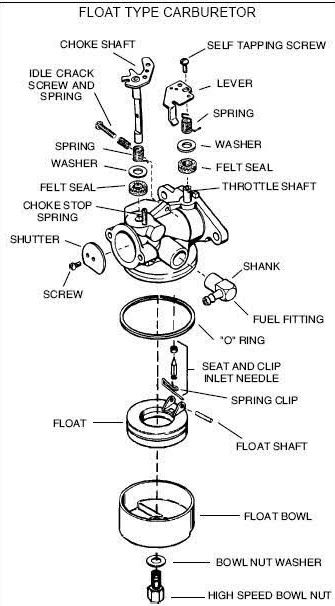 FLOAT TYPE CARBURETOR
CHOKE SHAFT
SELF TAPPING SCREW
IDLE CRACK
SCREW AND
SPRING
LEVER
SPRING
SPRING
WASHER
WASHER
FELT SEAL
FELT SEAL
THROTTLE SHAFT
CHOKE STOP
SPRING
SHUTTER
SHANK
SCREW
FUEL FITTING
"O" RING
SEAT AND CLIP
INLET NEEDLE
SPRING CLIP
FLOAT
FLOAT SHAFT
FLOAT BOWL
BOWL NUT WASHER
HIGH SPEED BOWL NUT